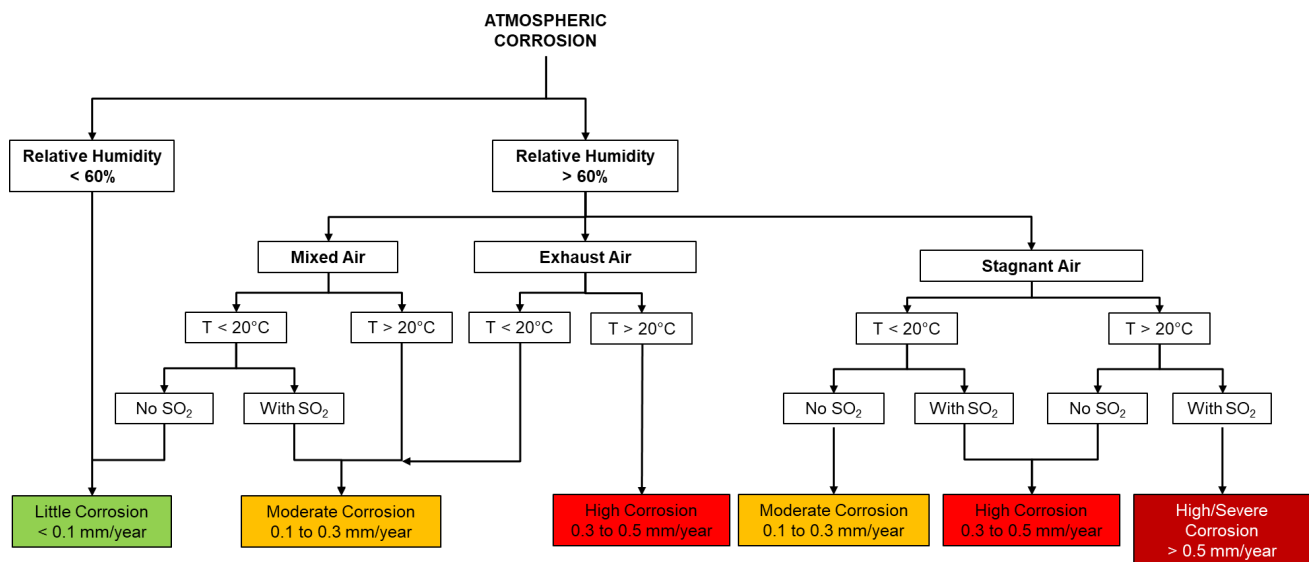 ATMOSPHERIC
CORROSION
Relative Humidity
< 60%
Relative Humidity
> 60%
Mixed Air
Exhaust Air
Stagnant Air
T < 20°C
T > 20°C
T < 20°C
T > 20°C
T < 20°C
T > 20°C
No SO₂
With SO₂
No SO₂
With SO₂
No SO₂
With SO₂
Little Corrosion
< 0.1 mm/year
Moderate Corrosion
0.1 to 0.3 mm/year
High Corrosion
0.3 to 0.5 mm/year
Moderate Corrosion
0.1 to 0.3 mm/year
High Corrosion
0.3 to 0.5 mm/year
High/Severe
Corrosion
> 0.5 mm/year